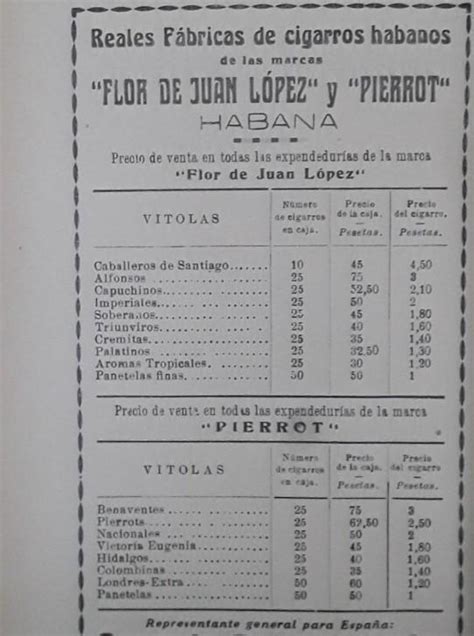 Reales Fábricas de cigarros habanos
de las marcas
"FLOR DE JUAN LÓPEZ" y "PIERROT"
HABANA
Precio de venta en todas las expendedurías de la marca
"Flor de Juan López"
VITOLAS Número de cigarros en caja. Precio de la caja. Pesetas. Precio del cigarro. Pesetas.
Caballeros de Santiago....... 10 45 4,50
Alfonsos 25 75 3
Capuchinos 25 52,50 2,10
Imperiales 25 50 2
Soberanos 25 45 1,80
Triunviros 25 40 1,60
Cremitas 25 35 1,40
Palatinos 25 32,50 1,30
Aromas Tropicales. 25 30 1,20
Panetelas finas. 50 50 1
Precio de venta en todas las expendedurías de la marca
"PIERROT"
VITOLAS Número de cigarros en caja. Precio de la caja. Pesetas. Precio del cigarro Pesetas.
Benaventes 25 75 3
Pierrots 25 62,50 2,50
Nacionales 25 50 2
Victoria Eugenia 25 45 1,80
Hidalgos 25 40 1,60
Colombinas 25 35 1,40
Londres-Extra 50 60 1,20
Panetelas 50 50 1
Representante general para España: